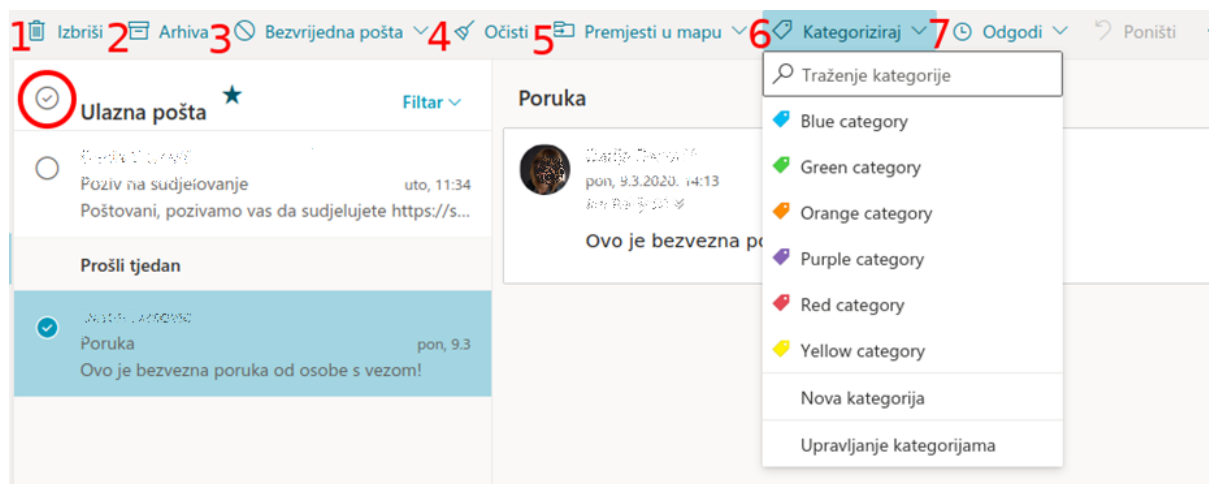 1 Izbriši 2 Arhiva 3 Bezvrijedna pošta 4 Očisti 5 Premjesti u mapu 6 Kategoriziraj 7 Odgodi Poništi
Ulazna pošta Filtar
Poziv na sudjelovanje uto, 11:34
Poštovani, pozivamo vas da sudjelujete https://s...
Prošli tjedan
Poruka pon, 9.3
Ovo je bezvezna poruka od osobe s vezom!
Poruka
pon, 9.3.2020. 14:13
Ovo je bezvezna po
Traženje kategorije
Blue category
Green category
Orange category
Purple category
Red category
Yellow category
Nova kategorija
Upravljanje kategorijama